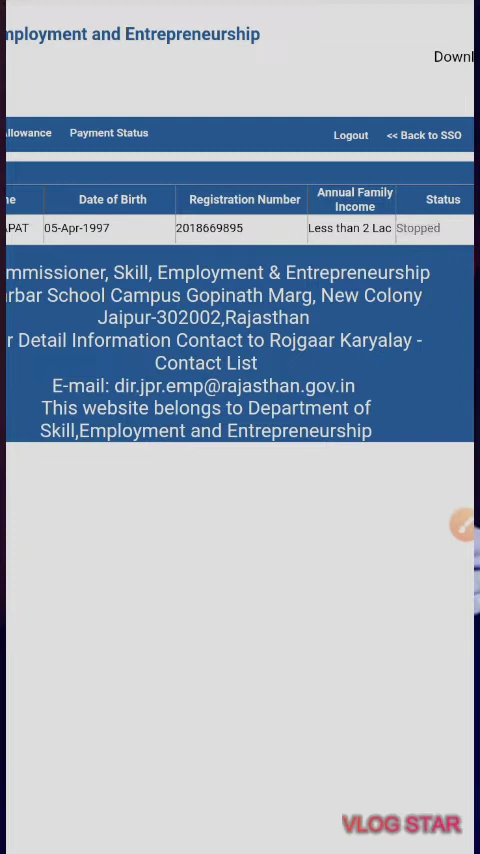 mployment and Entrepreneurship
Downl
llowance Payment Status Logout << Back to SSO
ne Date of Birth Registration Number Annual Family Income Status
APAT 05-Apr-1997 2018669895 Less than 2 Lac Stopped
mmissioner, Skill, Employment & Entrepreneurship
rbar School Campus Gopinath Marg, New Colony
Jaipur-302002,Rajasthan
r Detail Information Contact to Rojgaar Karyalay -
Contact List
E-mail: dir.jpr.emp@rajasthan.gov.in
This website belongs to Department of
Skill,Employment and Entrepreneurship
VLOG STAR